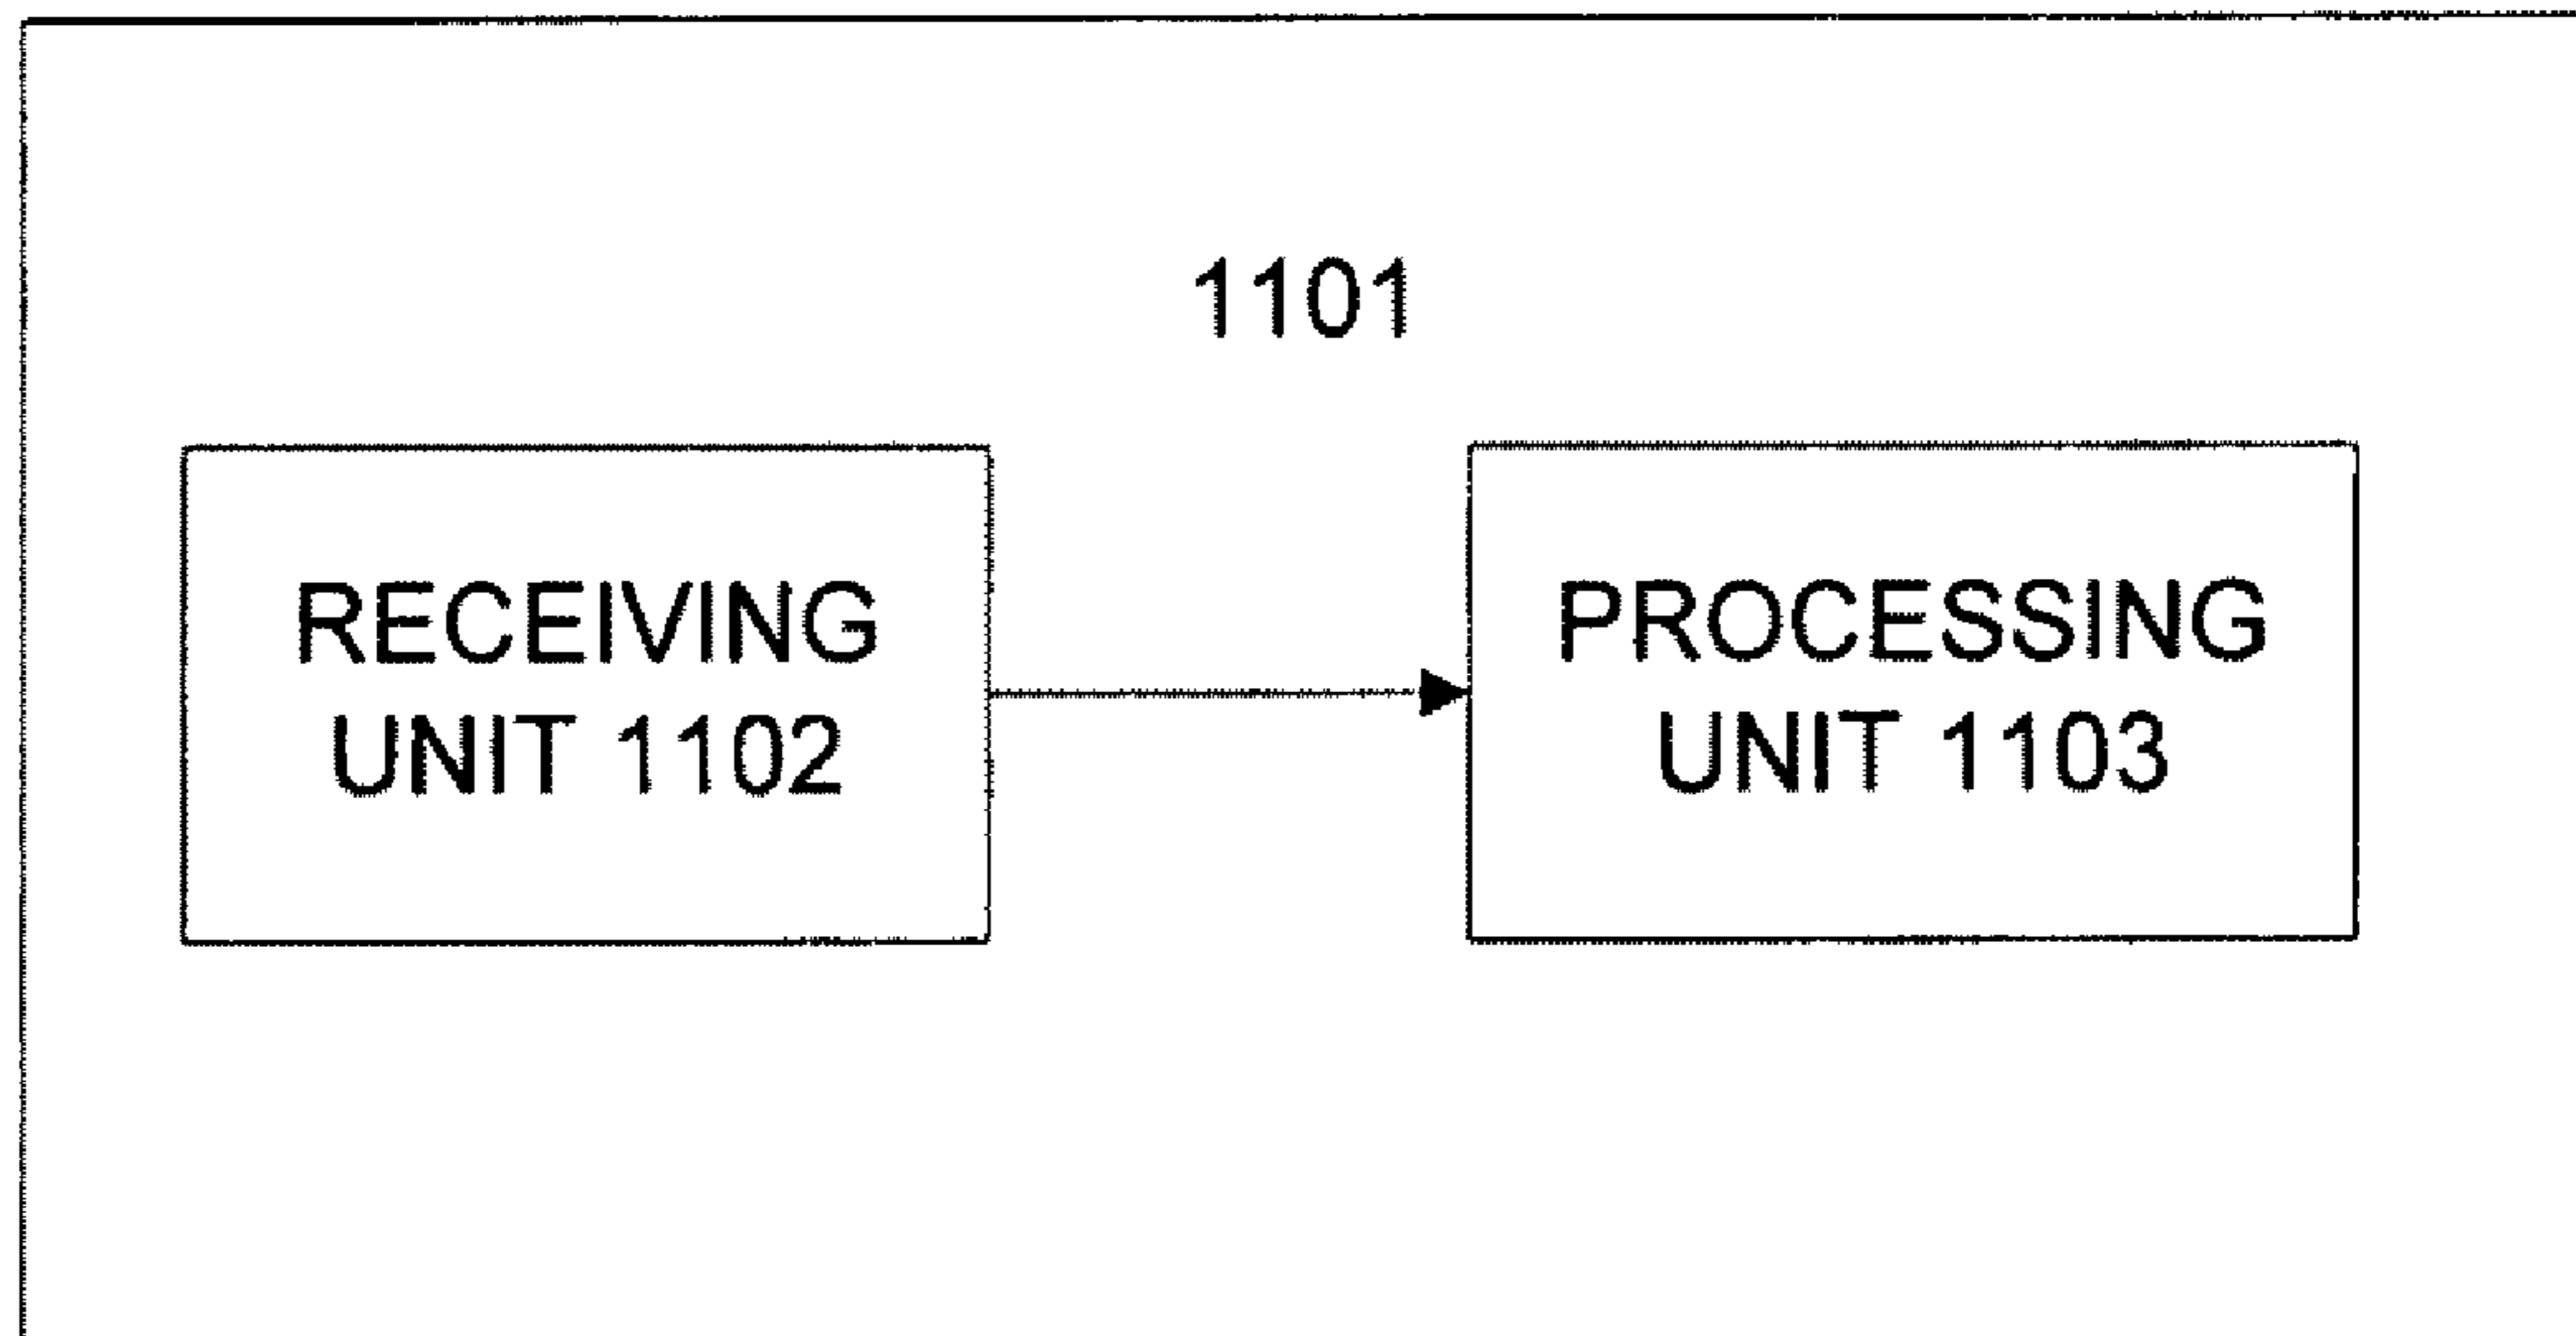 1101
RECEIVING
UNIT 1102
PROCESSING
UNIT 1103